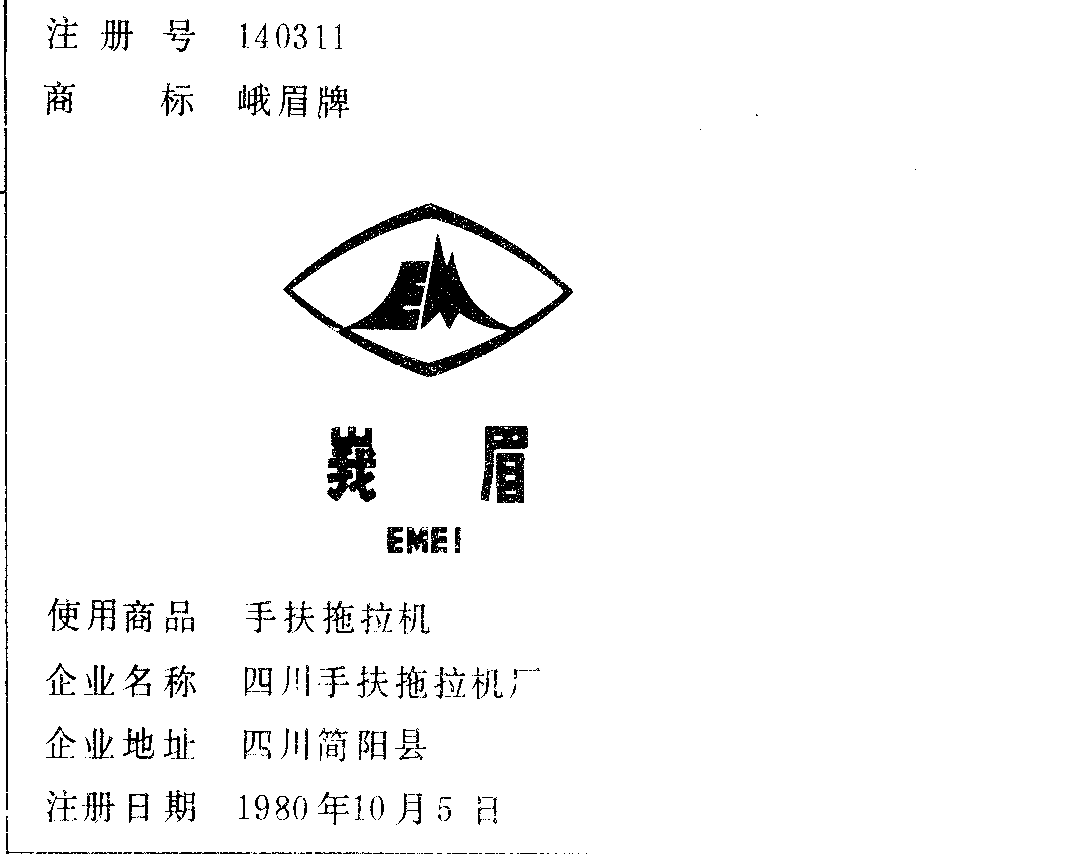 注册号 140311
商标 峨眉牌
EM
峩眉
EMEI
使用商品 手扶拖拉机
企业名称 四川手扶拖拉机厂
企业地址 四川简阳县
注册日期 1980年10月5日